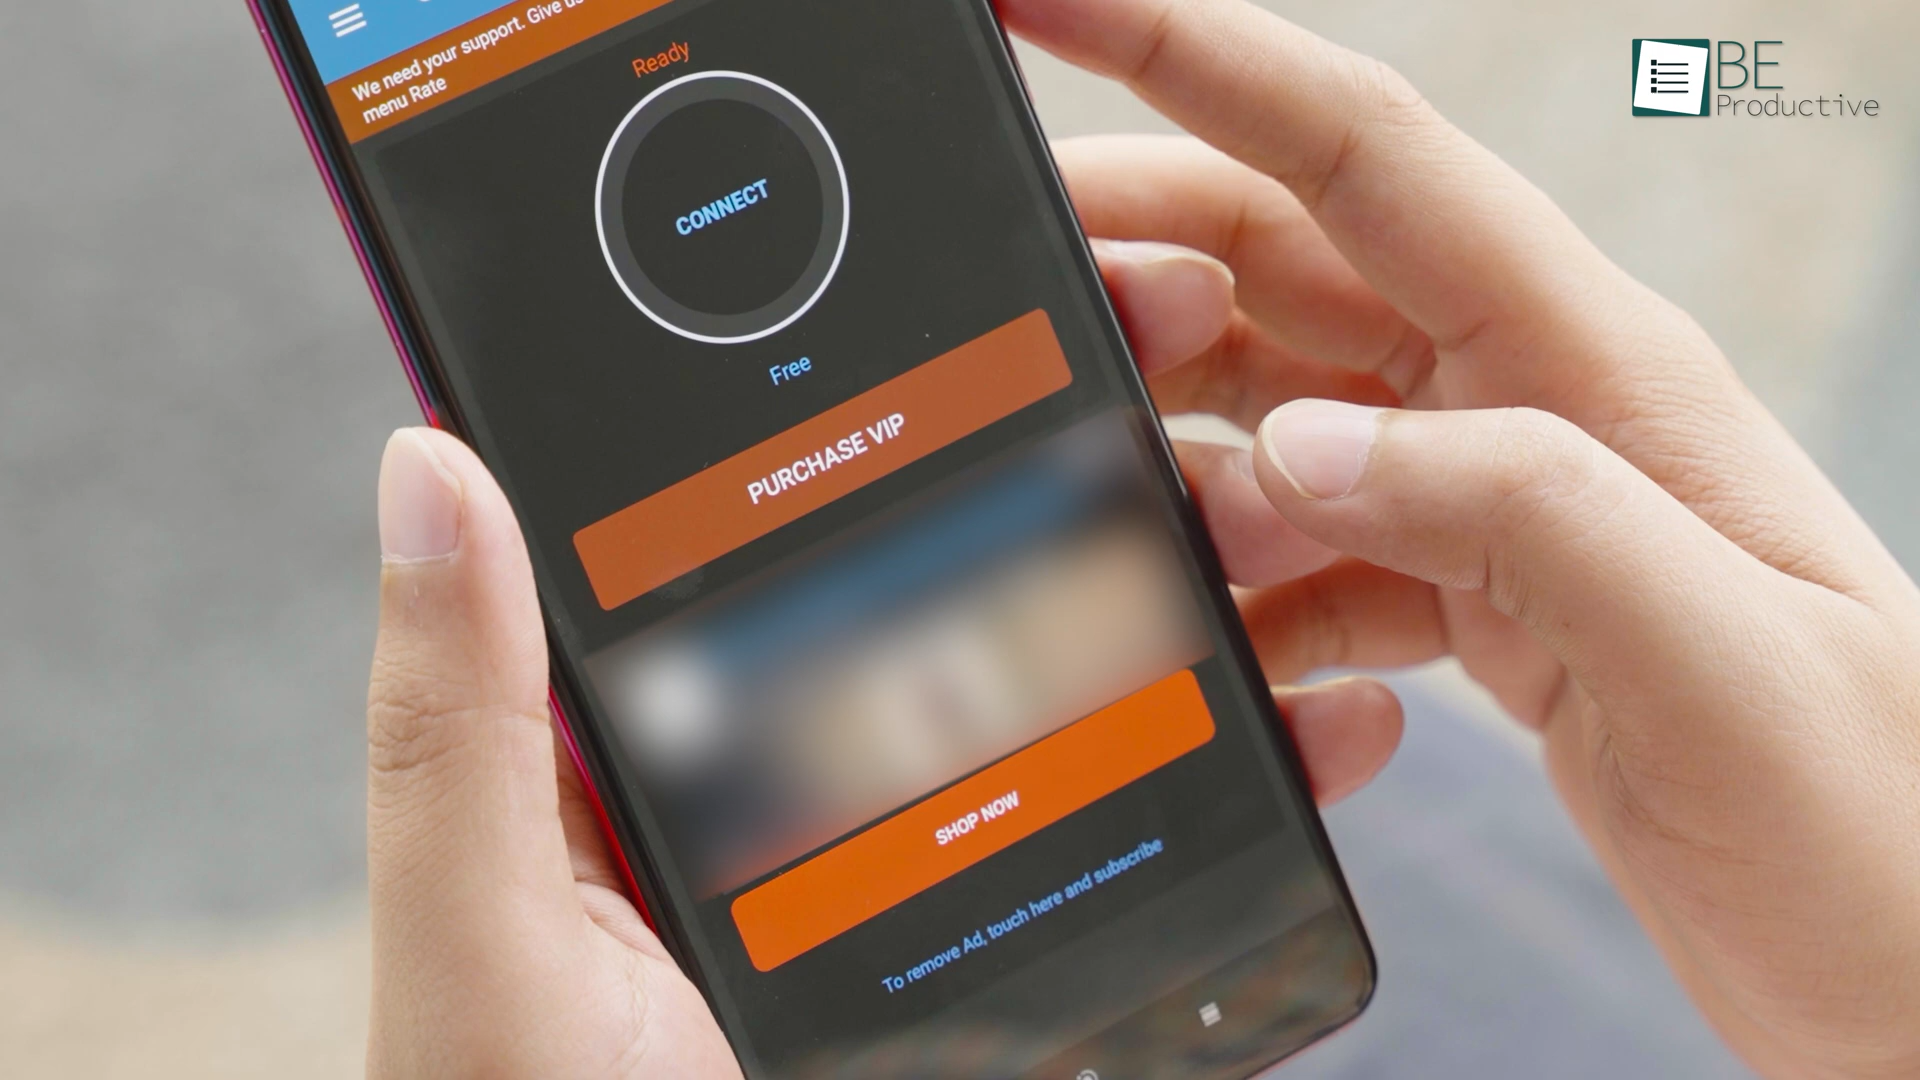 We need your support. Give us
menu Rate
Ready
CONNECT
Free
PURCHASE VIP
SHOP NOW
To remove Ad, touch here and subscribe
BE
Productive